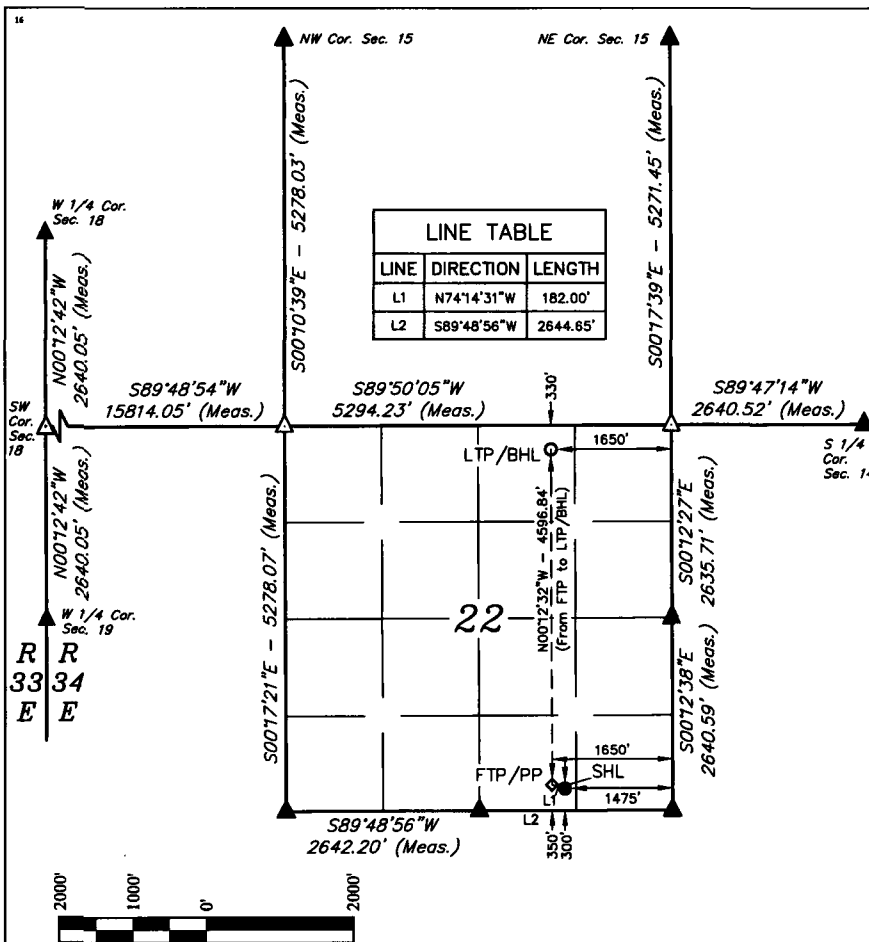 16
NW Cor. Sec. 15
NE Cor. Sec. 15
S00°10'39"E - 5278.03' (Meas.)
S00°17'39"E - 5271.45' (Meas.)
W 1/4 Cor.
Sec. 18
N00°12'42"W
2640.05' (Meas.)
LINE TABLE
LINE DIRECTION LENGTH
L1 N74°14'31"W 182.00'
L2 S89°48'56"W 2644.65'
SW
Cor.
Sec.
18
S89°48'54"W
15814.05' (Meas.)
S89°50'05"W
5294.23' (Meas.)
330'
S89°47'14"W
2640.52' (Meas.)
S 1/4
Cor.
Sec. 14
LTP/BHL
1650'
N00°12'42"W
2640.05' (Meas.)
S00°17'21"E - 5278.07' (Meas.)
N00°12'32"W - 4596.84'
(From FTP to LTP/BHL)
S00°12'27"E
2635.71' (Meas.)
W 1/4 Cor.
Sec. 19
22
R R
33 34
E E
S00°12'38"E
2640.59' (Meas.)
1650'
FTP/PP
SHL
L1
1475'
L2
S89°48'56"W
2642.20' (Meas.)
350'
300'
2000'
1000'
0'
2000'